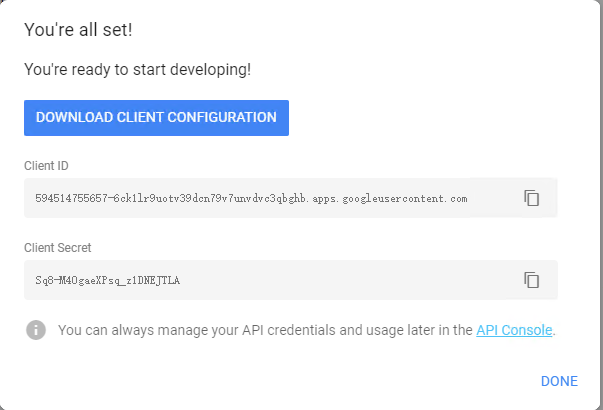 You're all set!
You're ready to start developing!
DOWNLOAD CLIENT CONFIGURATION
Client ID
594514755657-6ck1lr9uotv39dcn79v7unvdvc3qbghb.apps.googleusercontent.com
Client Secret
Sq8-M4OgaeXPsq_z1DNEJTLA
You can always manage your API credentials and usage later in the API Console.
DONE